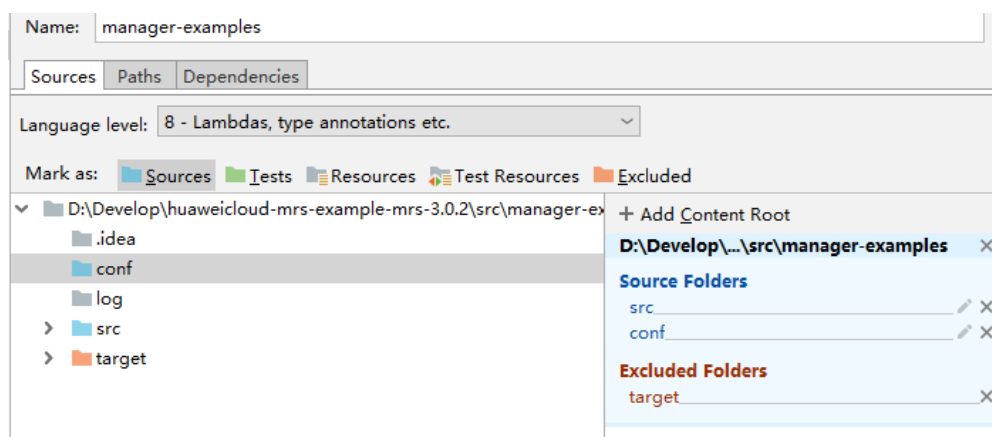 Name: manager-examples
Sources Paths Dependencies
Language level: 8 - Lambdas, type annotations etc.
Mark as: Sources Tests Resources Test Resources Excluded
D:\Develop\huaweicloud-mrs-example-mrs-3.0.2\src\manager-ex
.idea
conf
log
src
target
+ Add Content Root
D:\Develop\...\src\manager-examples
Source Folders
src
conf
Excluded Folders
target